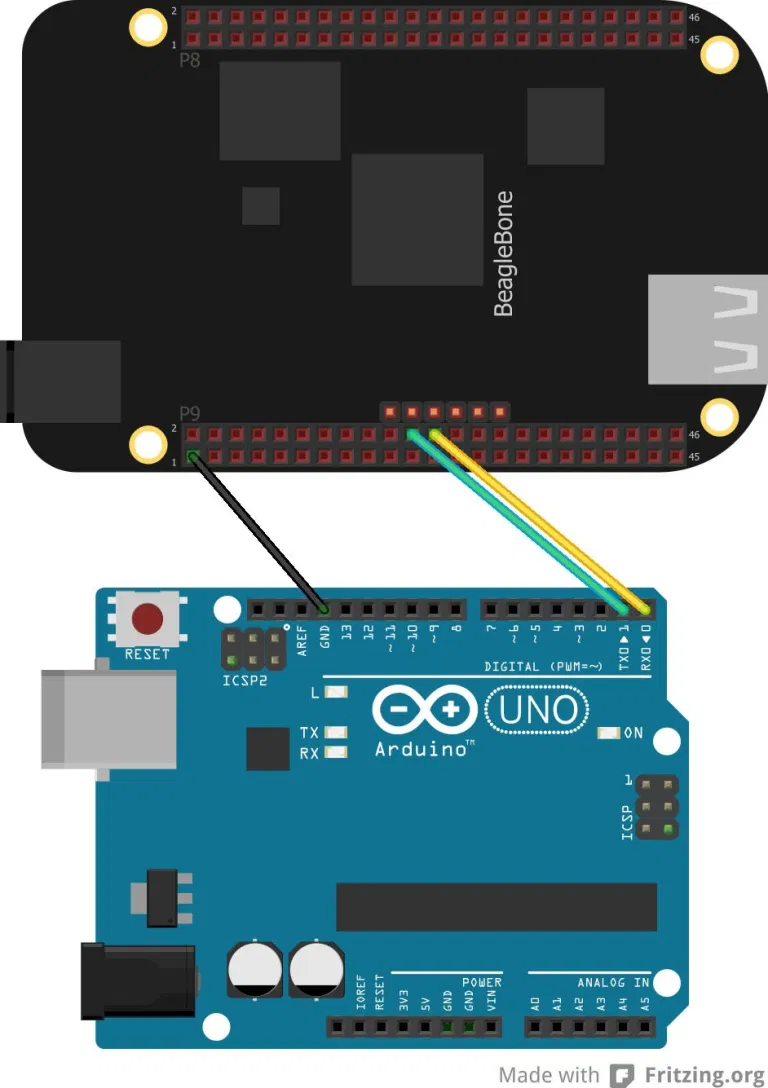 2
46
1
45
P8
BeagleBone
P9
2
46
1
45
RESET
ICSP2
AREF
GND
13
12
~11
~10
~9
8
7
~6
~5
4
~3
2
TX0 ▶ 1
RX0 ◀ 0
DIGITAL (PWM=~)
L
TX
RX
UNO
Arduino™
ON
1
ICSP
IOREF
RESET
3V3
5V
GND
GND
VIN
POWER
A0
A1
A2
A3
A4
A5
ANALOG IN
Made with Fritzing.org